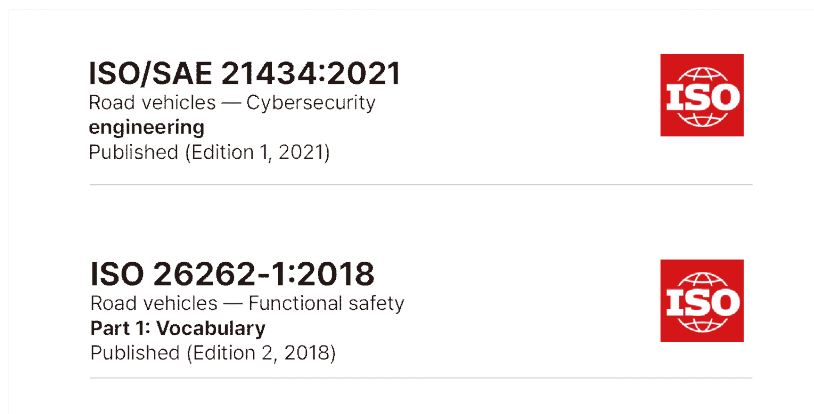 ISO/SAE 21434:2021
Road vehicles — Cybersecurity
engineering
Published (Edition 1, 2021)
ISO
ISO 26262-1:2018
Road vehicles — Functional safety
Part 1: Vocabulary
Published (Edition 2, 2018)
ISO